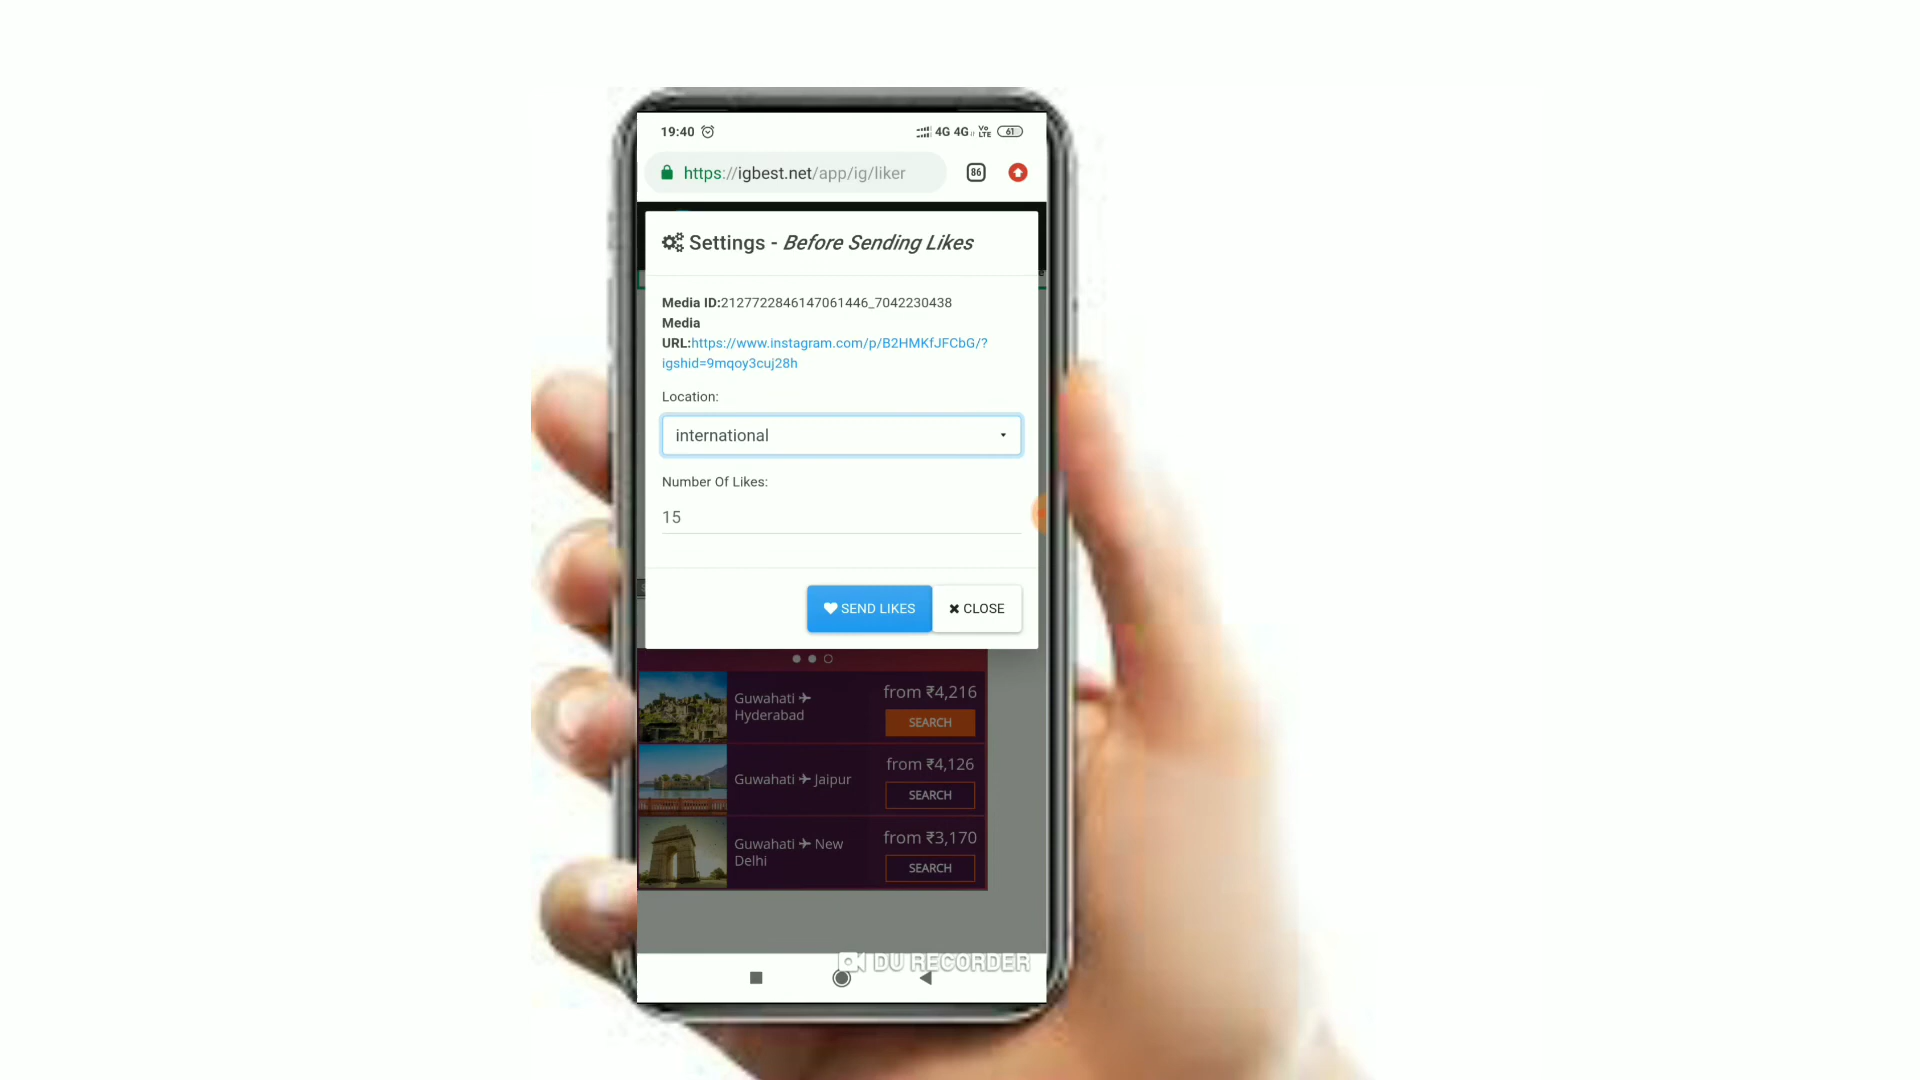 19:40
4G 4G Vo LTE 61
https://igbest.net/app/ig/liker
86
Settings - Before Sending Likes
Media ID:2127722846147061446_7042230438
Media
URL:https://www.instagram.com/p/B2HMKfJFCbG/?
igshid=9mqoy3cuj28h
Location:
international
Number Of Likes:
15
SEND LIKES
CLOSE
Guwahati
Hyderabad
from ₹4,216
SEARCH
Guwahati Jaipur
from ₹4,126
SEARCH
Guwahati New
Delhi
from ₹3,170
SEARCH
DU RECORDER